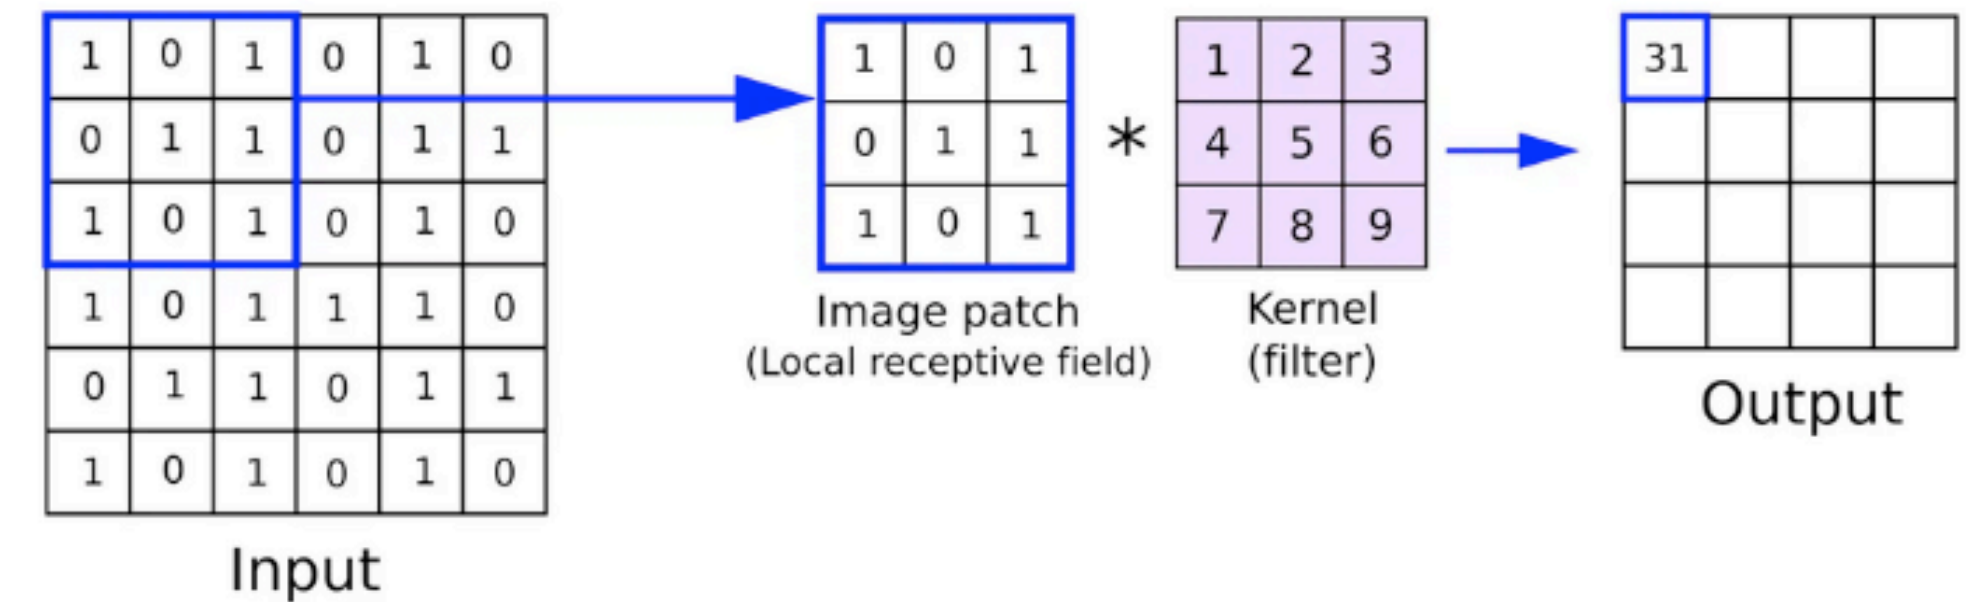 1 0 1 0 1 0
0 1 1 0 1 1
1 0 1 0 1 0
1 0 1 1 1 0
0 1 1 0 1 1
1 0 1 0 1 0
Input
1 0 1
0 1 1
1 0 1
Image patch
(Local receptive field)
*
1 2 3
4 5 6
7 8 9
Kernel
(filter)
31
Output